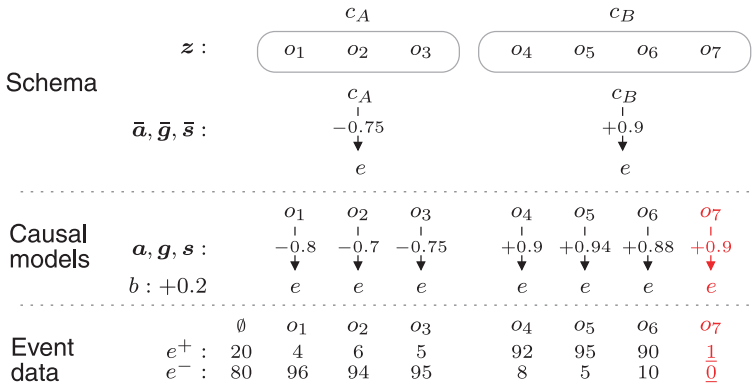 c_A c_B
z : o_1 o_2 o_3 o_4 o_5 o_6 o_7
Schema
c_A c_B
ā, ḡ, s̄ : −0.75 +0.9
e e
o_1 o_2 o_3 o_4 o_5 o_6 o_7
Causal models
a, g, s : −0.8 −0.7 −0.75 +0.9 +0.94 +0.88 +0.9
b : +0.2 e e e e e e e
∅ o_1 o_2 o_3 o_4 o_5 o_6 o_7
Event data
e^+ : 20 4 6 5 92 95 90 1
e^− : 80 96 94 95 8 5 10 0